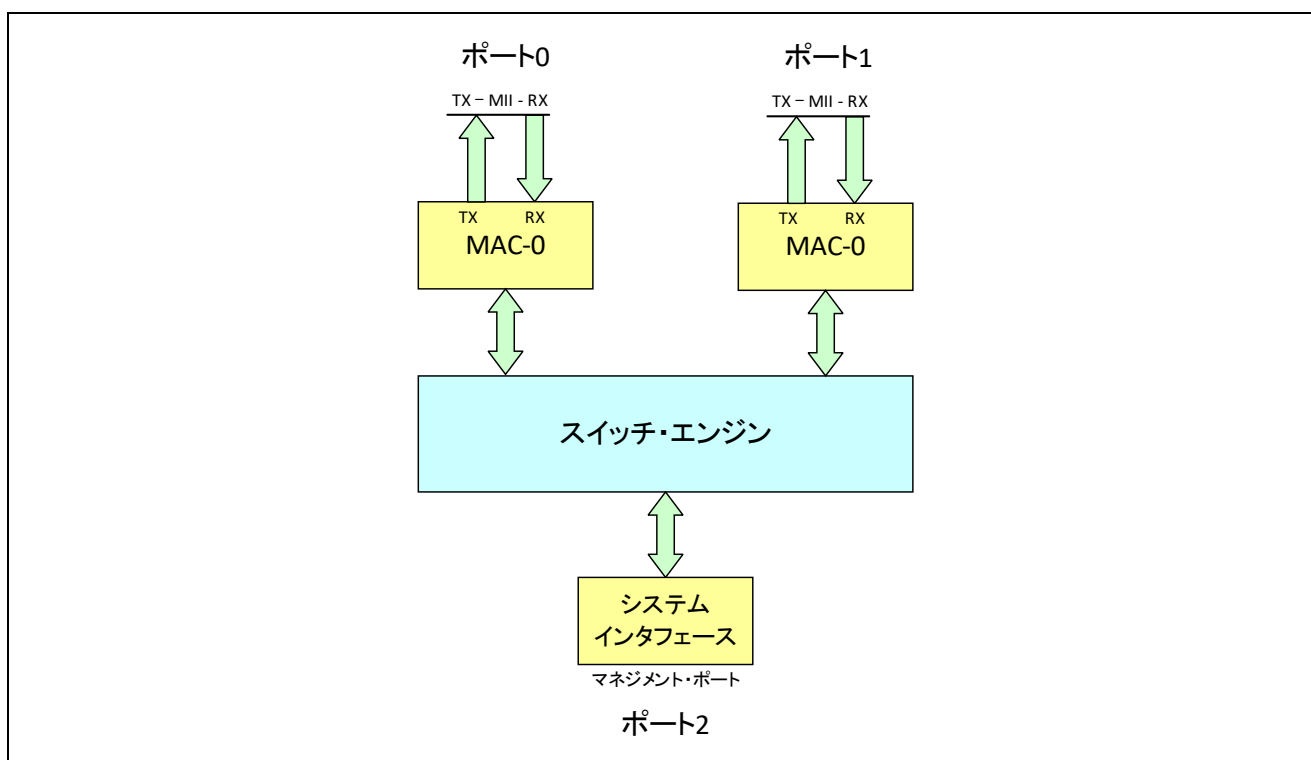 ポート0
ポート1
TX – MII - RX
TX – MII - RX
TX RX
MAC-0
TX RX
MAC-0
スイッチ・エンジン
システム
インタフェース
マネジメント・ポート
ポート2